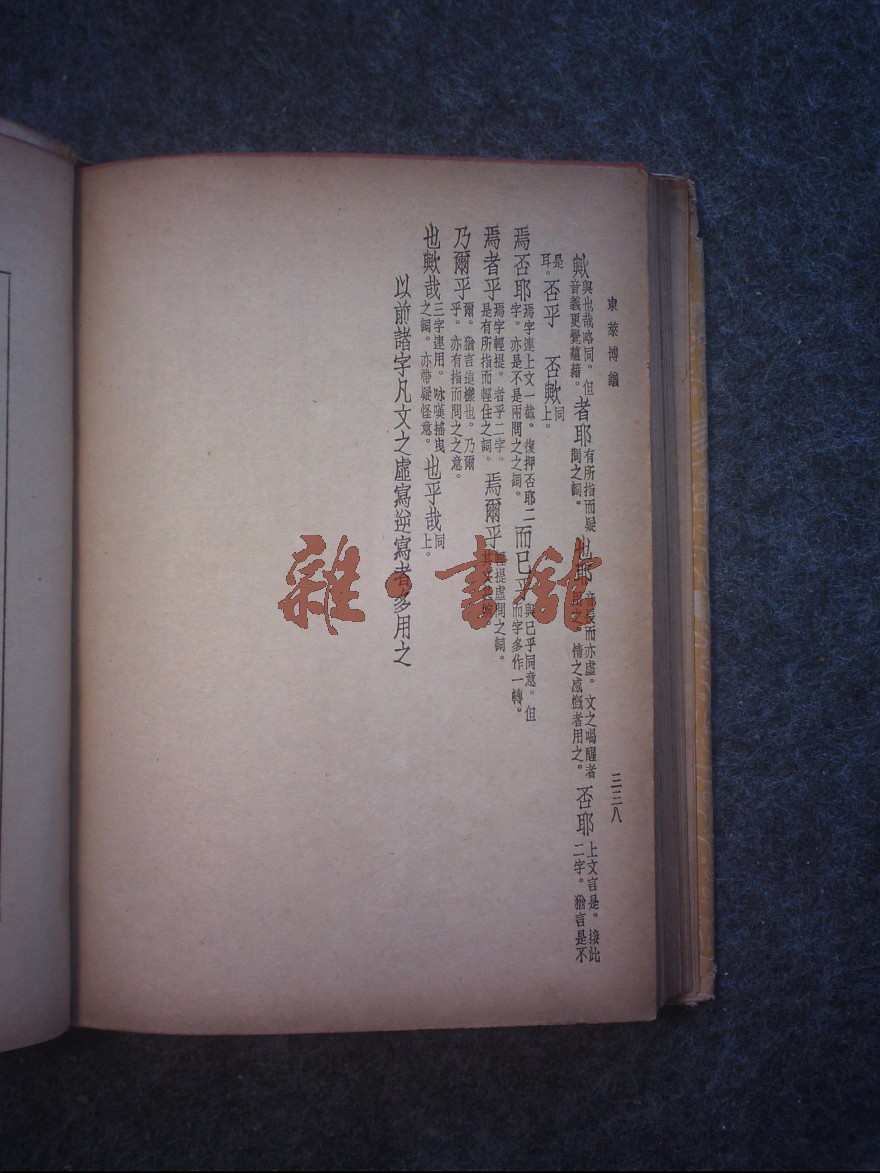 東萊博議
三三八
歟與也哉略同。但音義更覺蘊藉。者耶有所指而疑問之詞。也耶音長而亦虛。文之喝醒者用之。情之感慨者用之。否耶上文言是。接此二字。猶言是不
是耳。否乎 否歟同上。
焉否耶焉字連上文一截。復押否耶二字。亦是不是兩問之之詞。而已乎與已乎同意。但而字多作一轉。
焉者乎焉字輕提。者乎二字。是有所指而輕住之詞。焉爾乎輕提虛問之詞。
乃爾乎爾。猶言這樣也。乃爾乎。亦有指而問之之意。
也歟哉三字連用。咏嘆搖曳之詞。亦帶疑怪意。也乎哉同上。
以前諸字凡文之虛寫逆寫者多用之
雜·書館